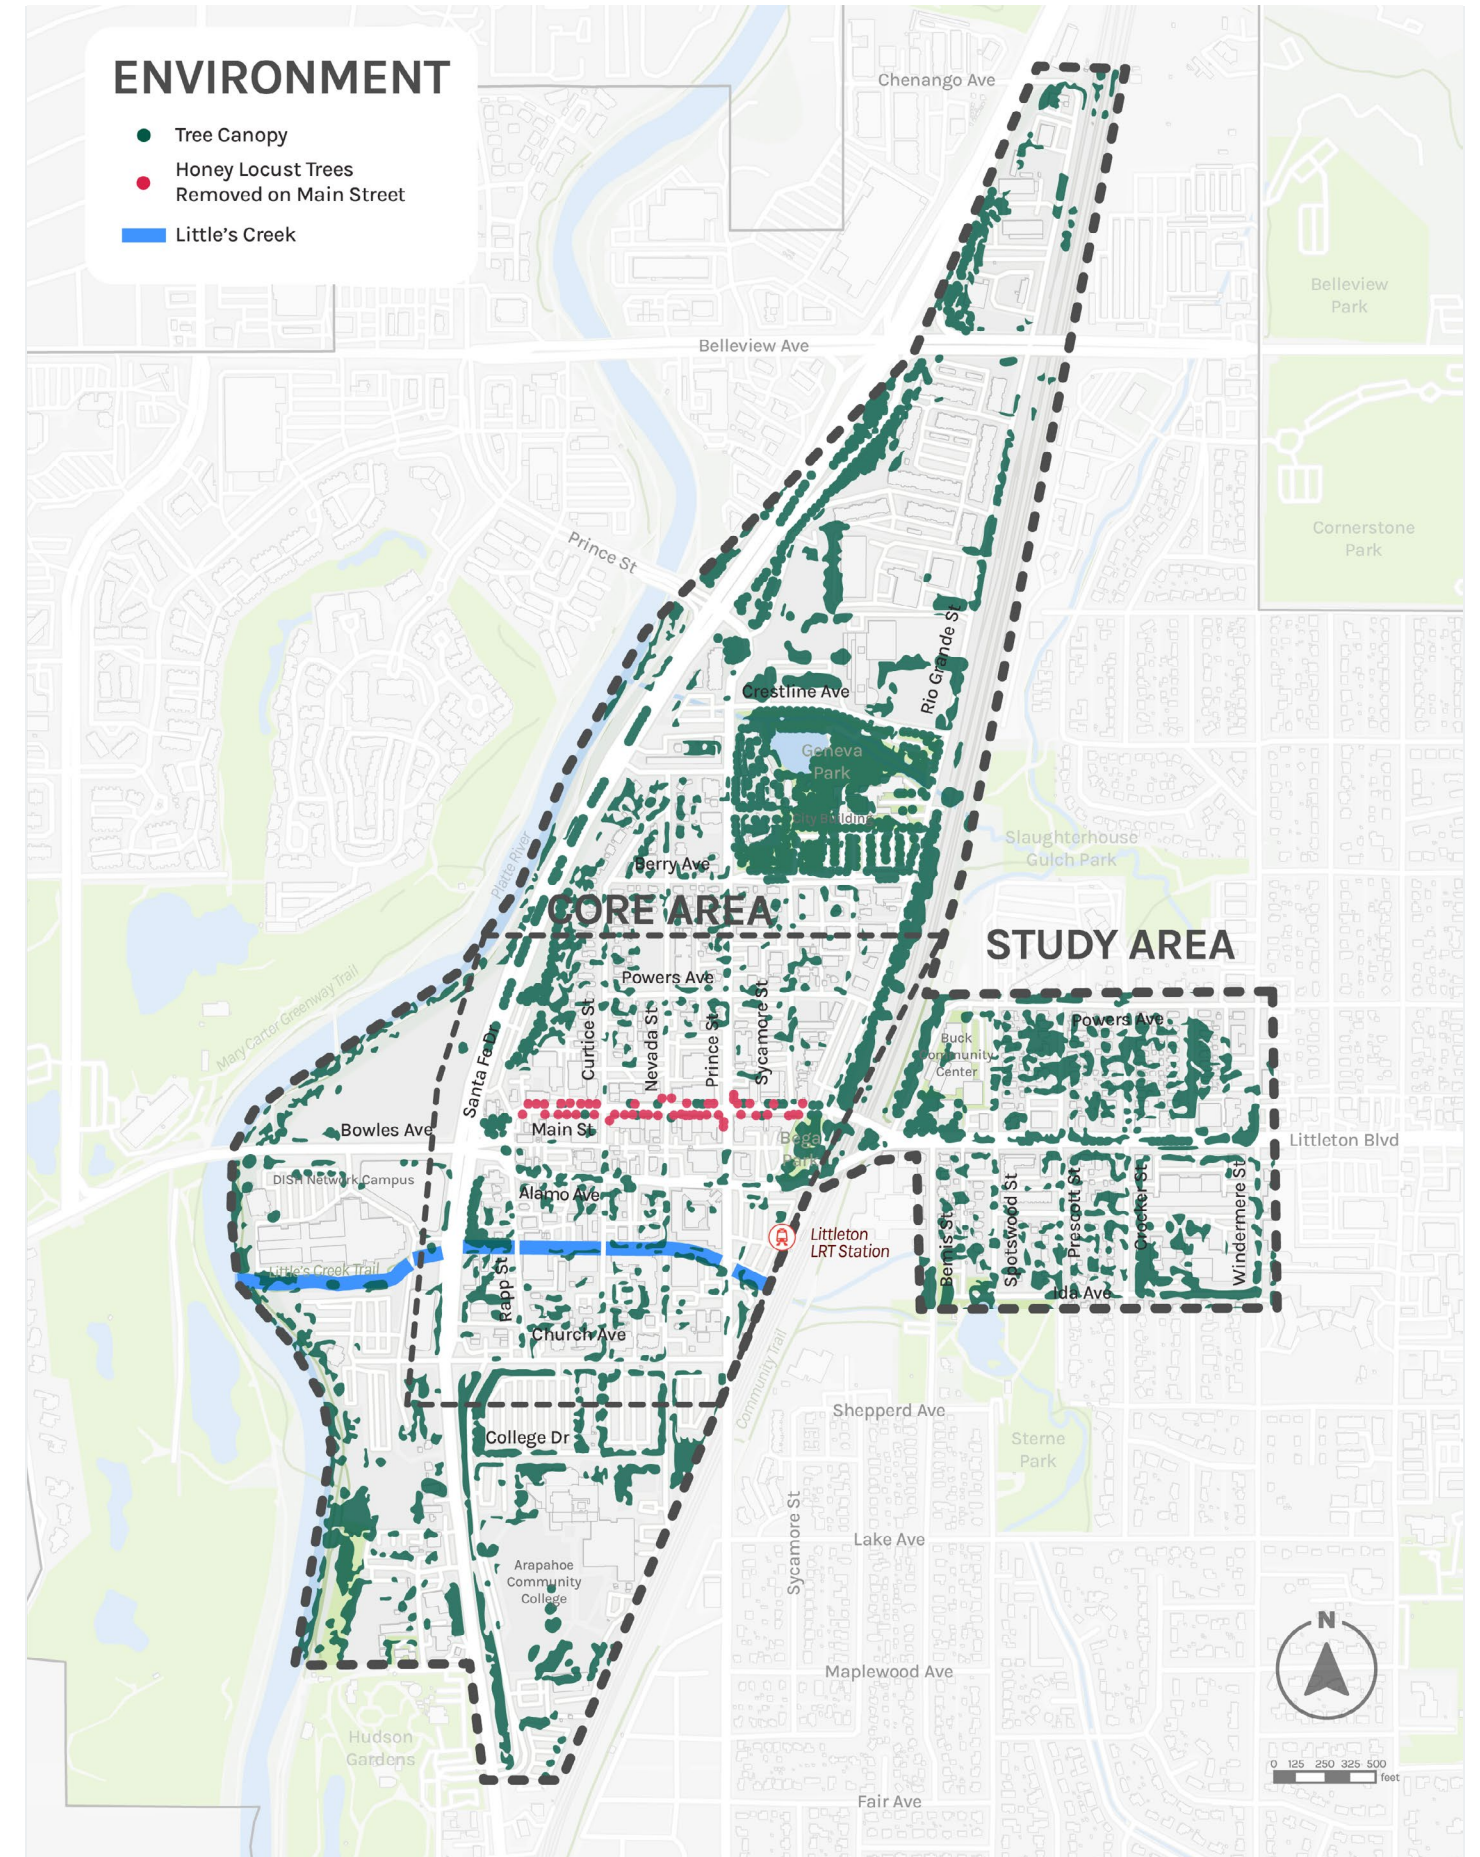 ENVIRONMENT
Tree Canopy
Honey Locust Trees
Removed on Main Street
Little's Creek
Chenango Ave
Belleview
Park
Belleview Ave
Cornerstone
Park
Prince St
Rio Grande St
Crestline Ave
Geneva
Park
City Building
Slaughterhouse
Gulch Park
Platte River
Berry Ave
CORE AREA
STUDY AREA
Mary Carter Greenway Trail
Powers Ave
Curtice St
Nevada St
Prince St
Sycamore St
Santa Fe Dr
Powers Ave
Buck
Community
Center
Bowles Ave
Main St
Bega
Park
Littleton Blvd
DISH Network Campus
Alamo Ave
Littleton
LRT Station
Bemis St
Spotswood St
Prescott St
Crocker St
Windermere St
Little's Creek Trail
Rapp St
Ida Ave
Church Ave
Community Trail
Shepperd Ave
College Dr
Sterne
Park
Sycamore St
Lake Ave
Arapahoe
Community
College
Maplewood Ave
N
Hudson
Gardens
0 125 250 325 500
feet
Fair Ave